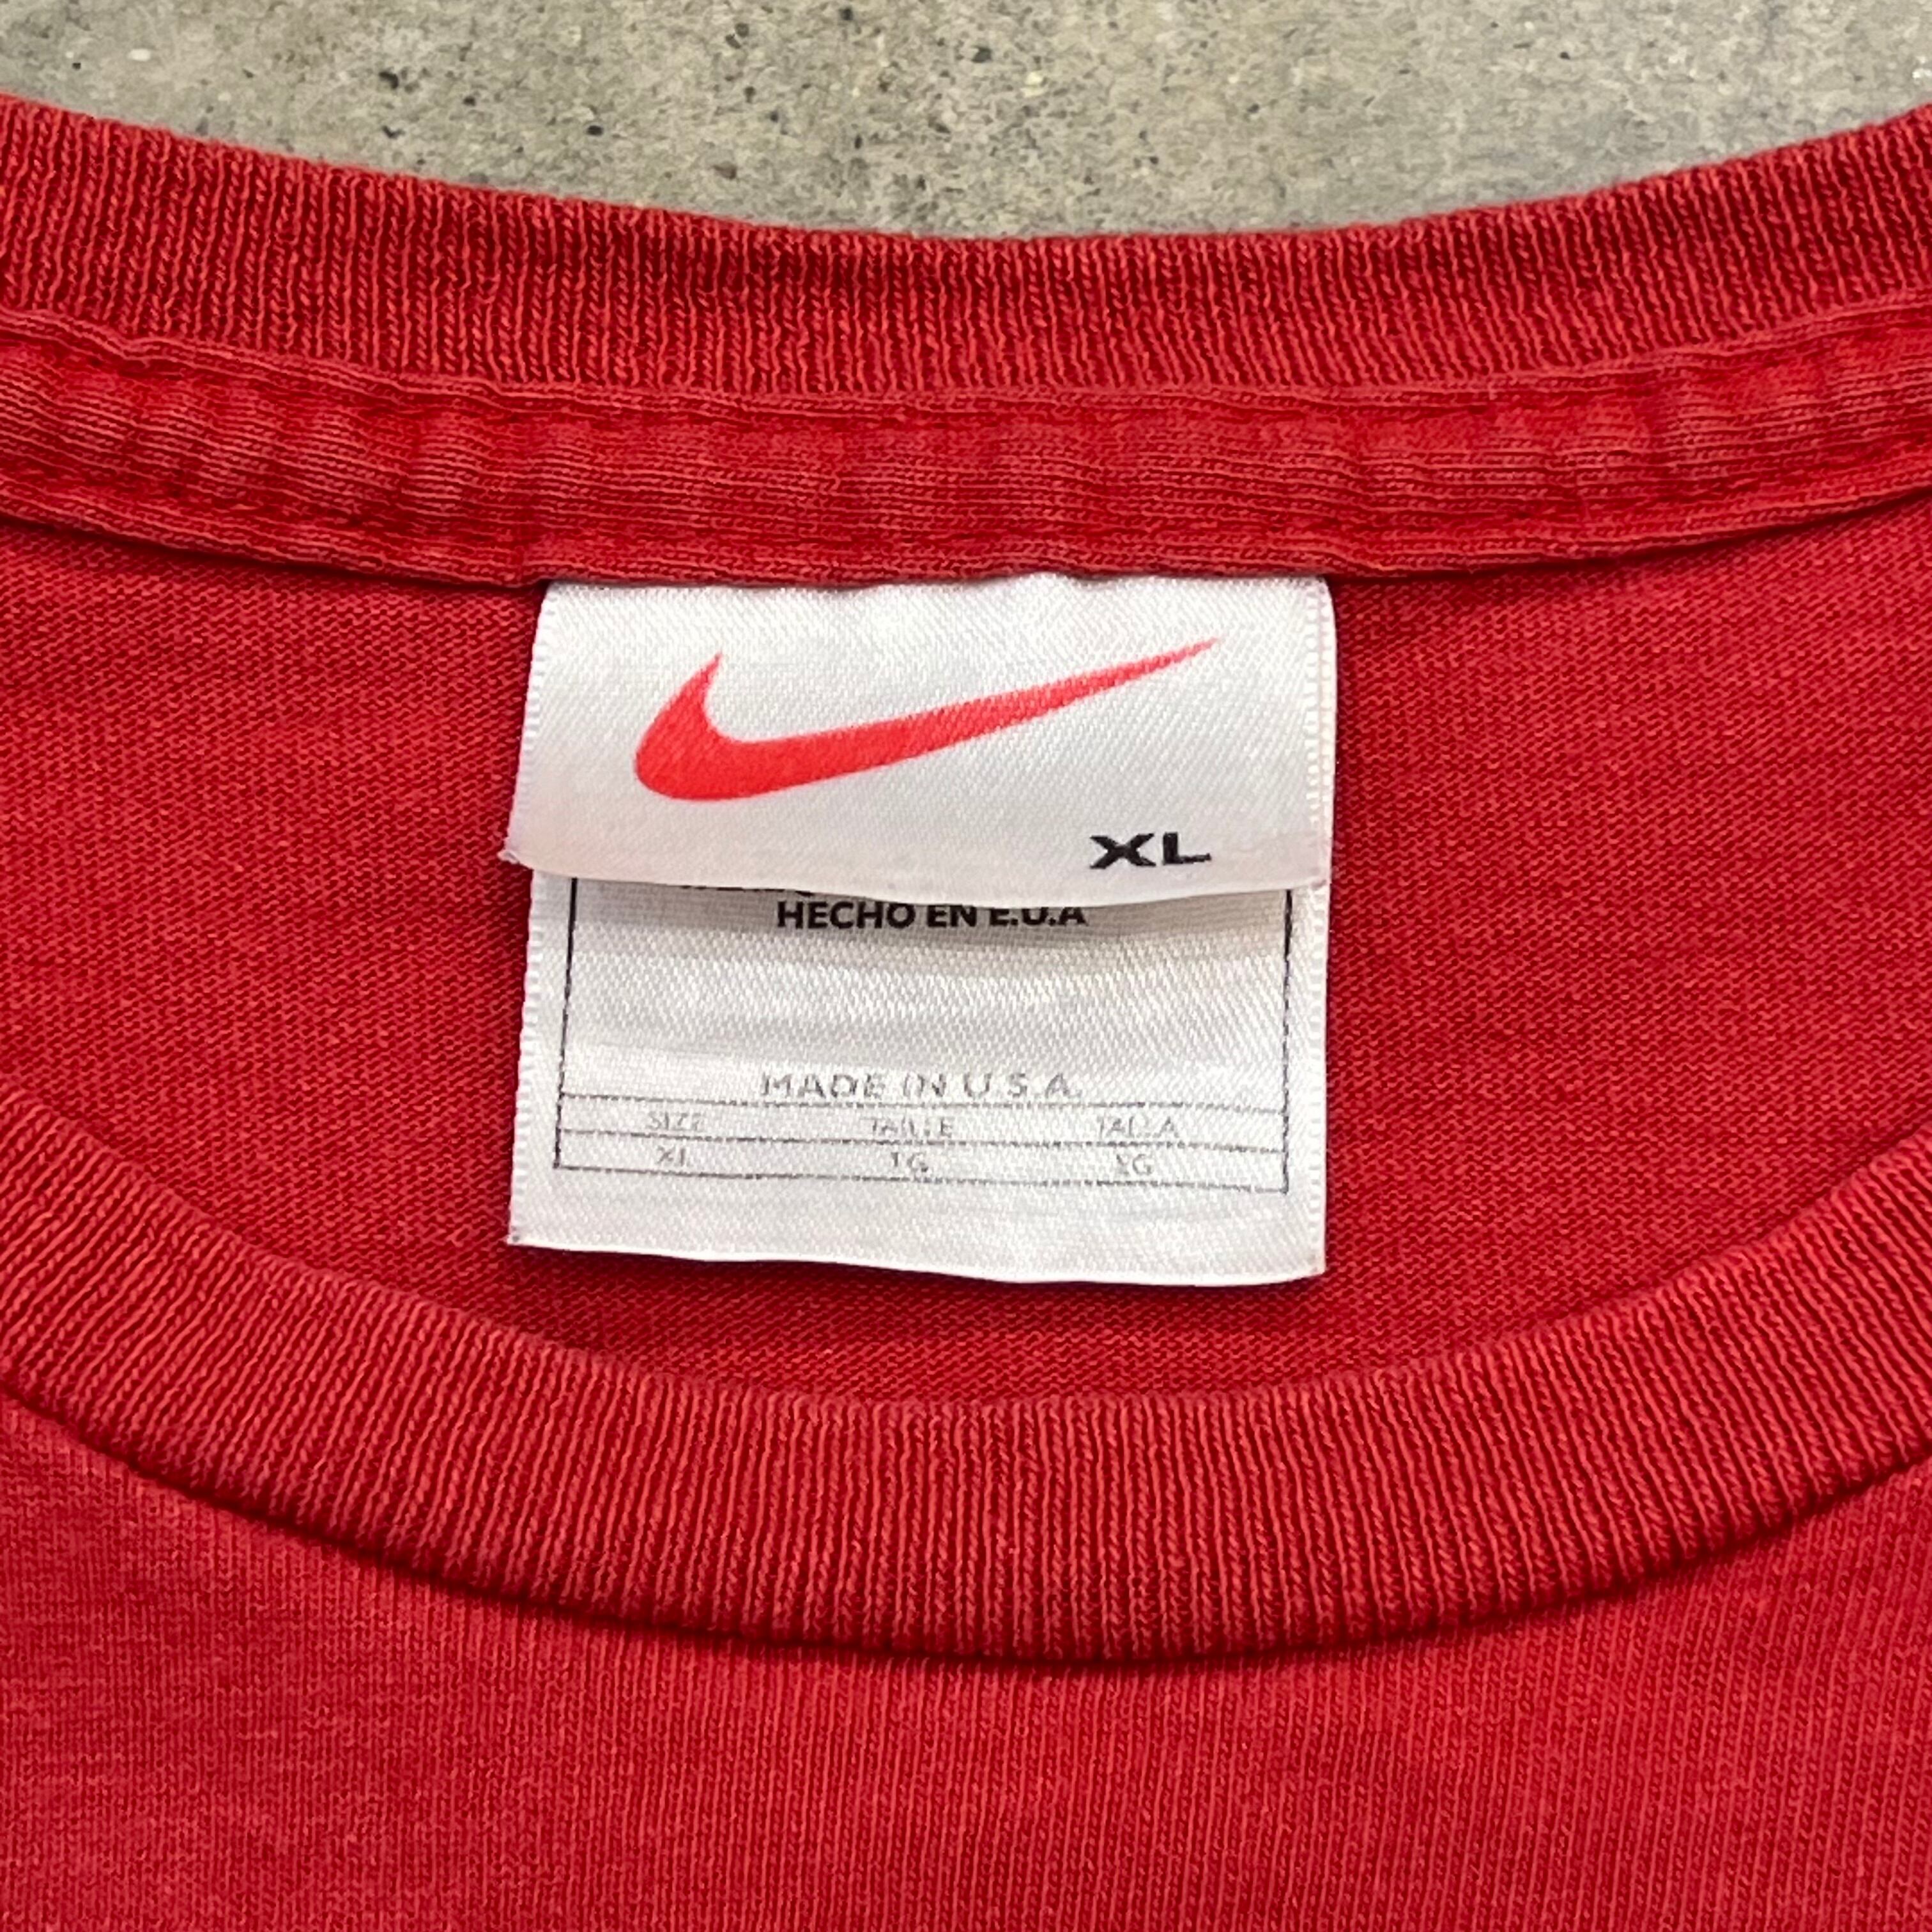 XL
HECHO EN E.U.A
MADE IN U.S.A.
SIZE TAILLE TALLA
XL TG EG